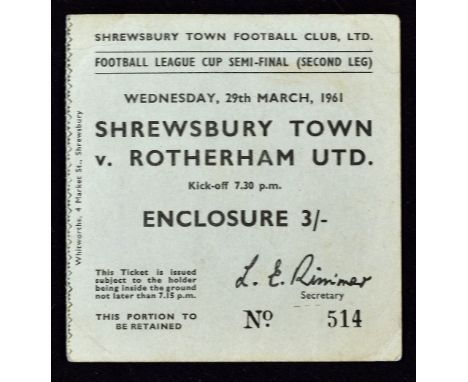 SHREWSBURY TOWN FOOTBALL CLUB, LTD.
FOOTBALL LEAGUE CUP SEMI-FINAL (SECOND LEG)
WEDNESDAY, 29th MARCH, 1961
SHREWSBURY TOWN
v. ROTHERHAM UTD.
Kick-off 7.30 p.m.
ENCLOSURE 3/-
This Ticket is issued
subject to the holder
being inside the ground
not later than 7.15 p.m.
L. E. Rimmer
Secretary
THIS PORTION TO
BE RETAINED
No 514
Whitworths, 4 Market St., Shrewsbury